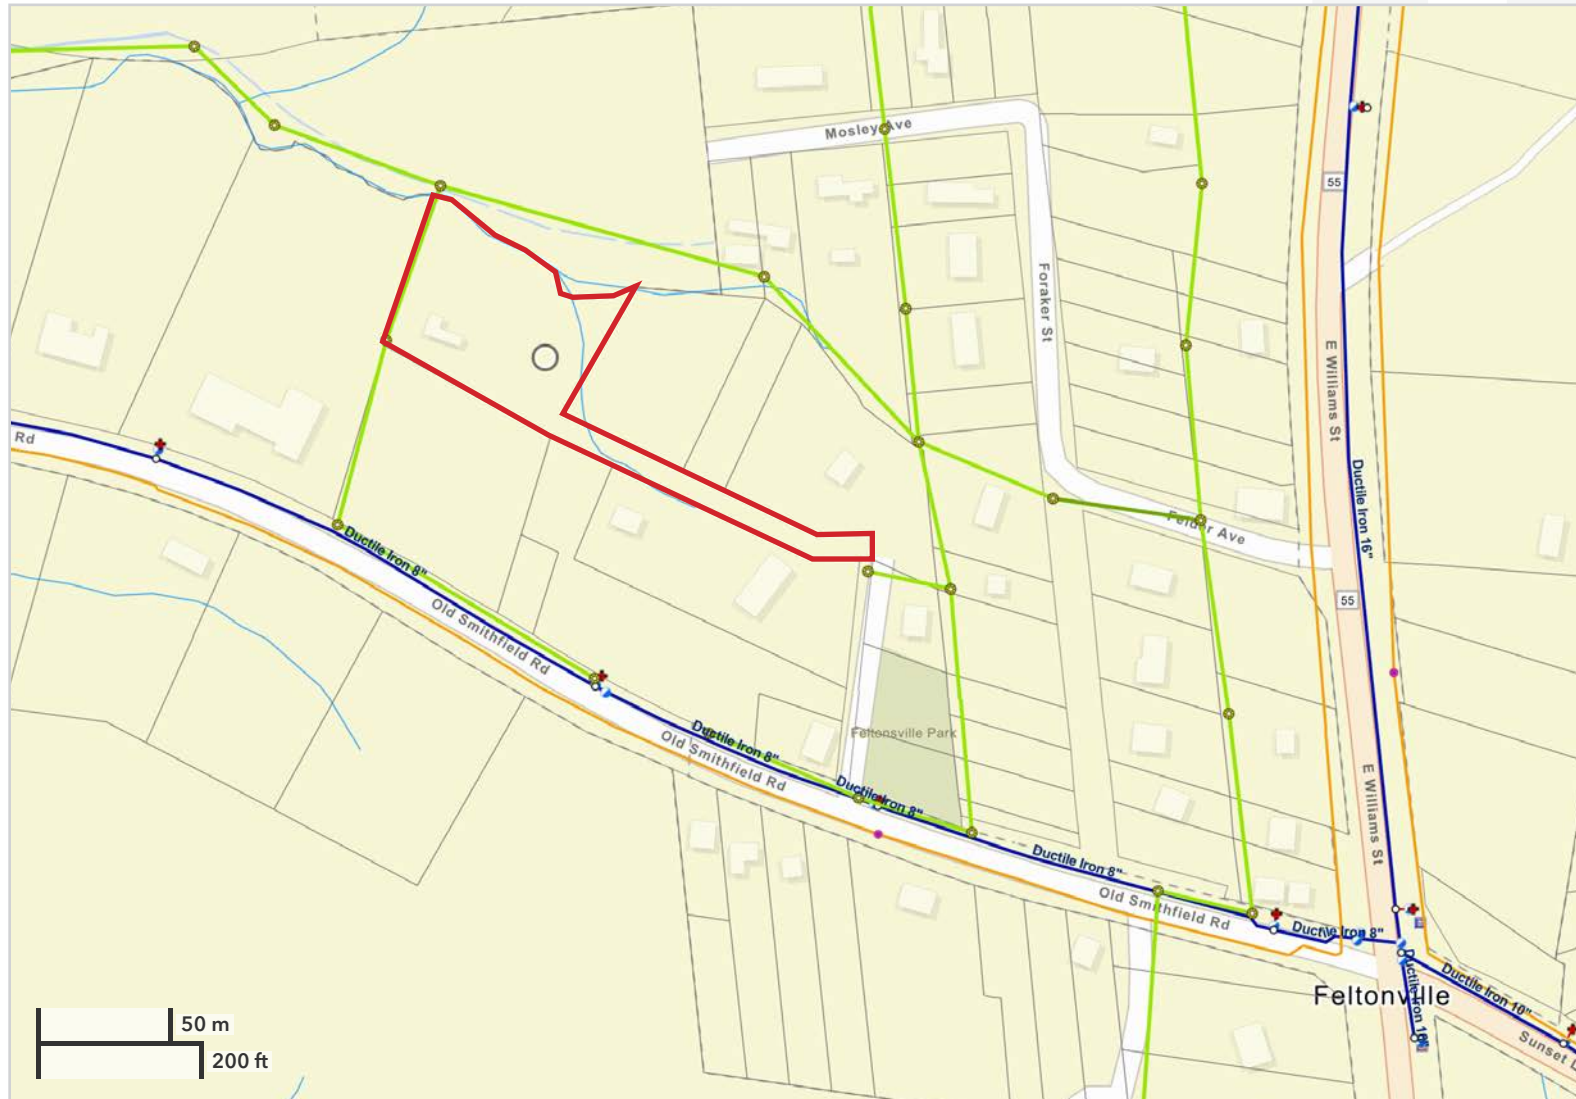 Mosley Ave
55
Foraker St
E Williams St
Rd
Ductile Iron 16"
Felder Ave
Ductile Iron 8"
55
Old Smithfield Rd
Ductile Iron 8"
Feltonsville Park
Old Smithfield Rd
Ductile Iron 8"
E Williams St
Ductile Iron 8"
Old Smithfield Rd
Ductile Iron 8"
Ductile Iron 10"
Feltonville
Ductile Iron 16"
50 m
Sunset L
200 ft